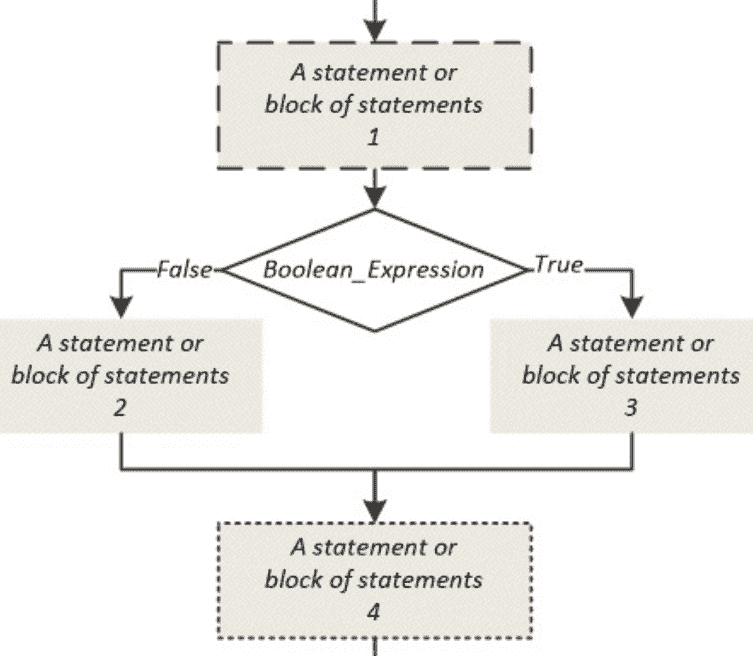 A statement or
block of statements
1
False
Boolean_Expression
True
A statement or
block of statements
2
A statement or
block of statements
3
A statement or
block of statements
4